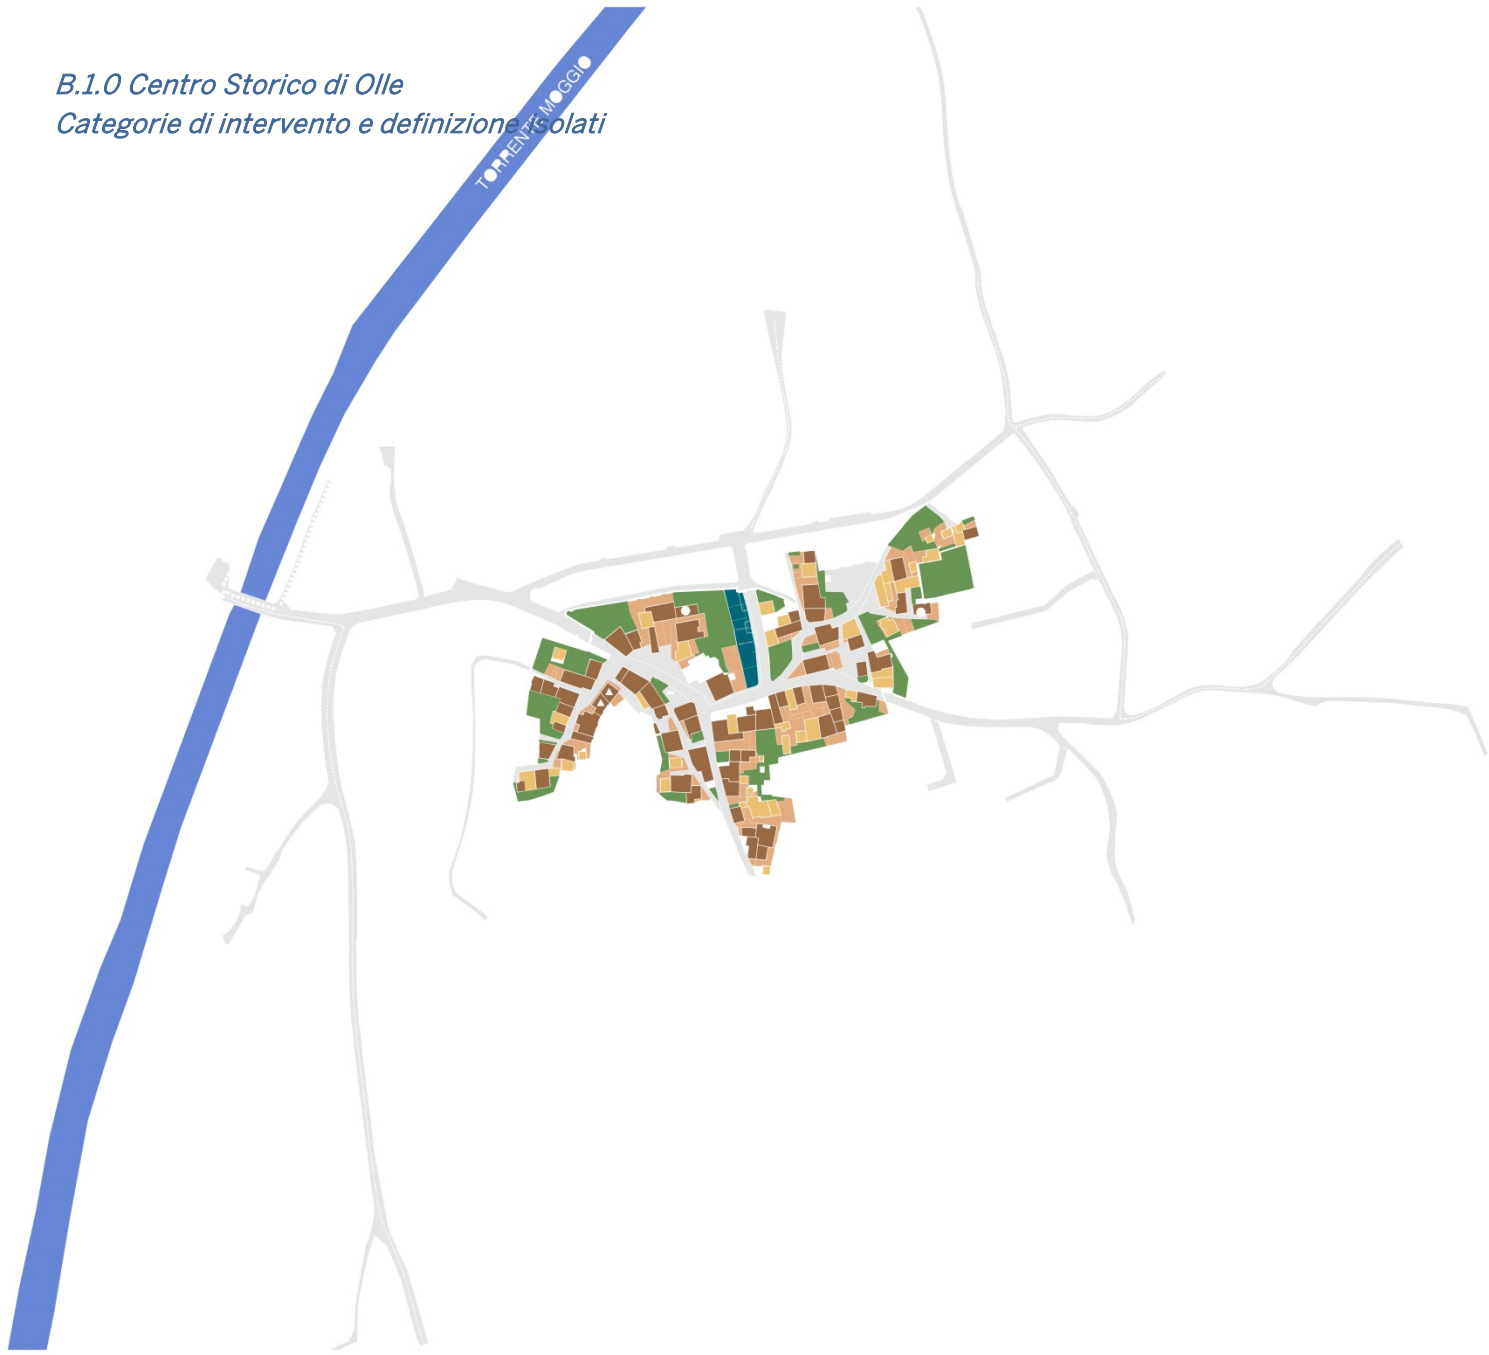 B.1.0 Centro Storico di Olle
Categorie di intervento e definizione Isolati
TORRENTE MOGGIO